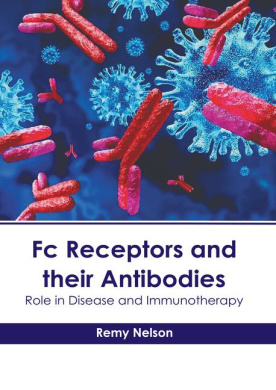 Fc Receptors and
their Antibodies
Role in Disease and Immunotherapy
Remy Nelson